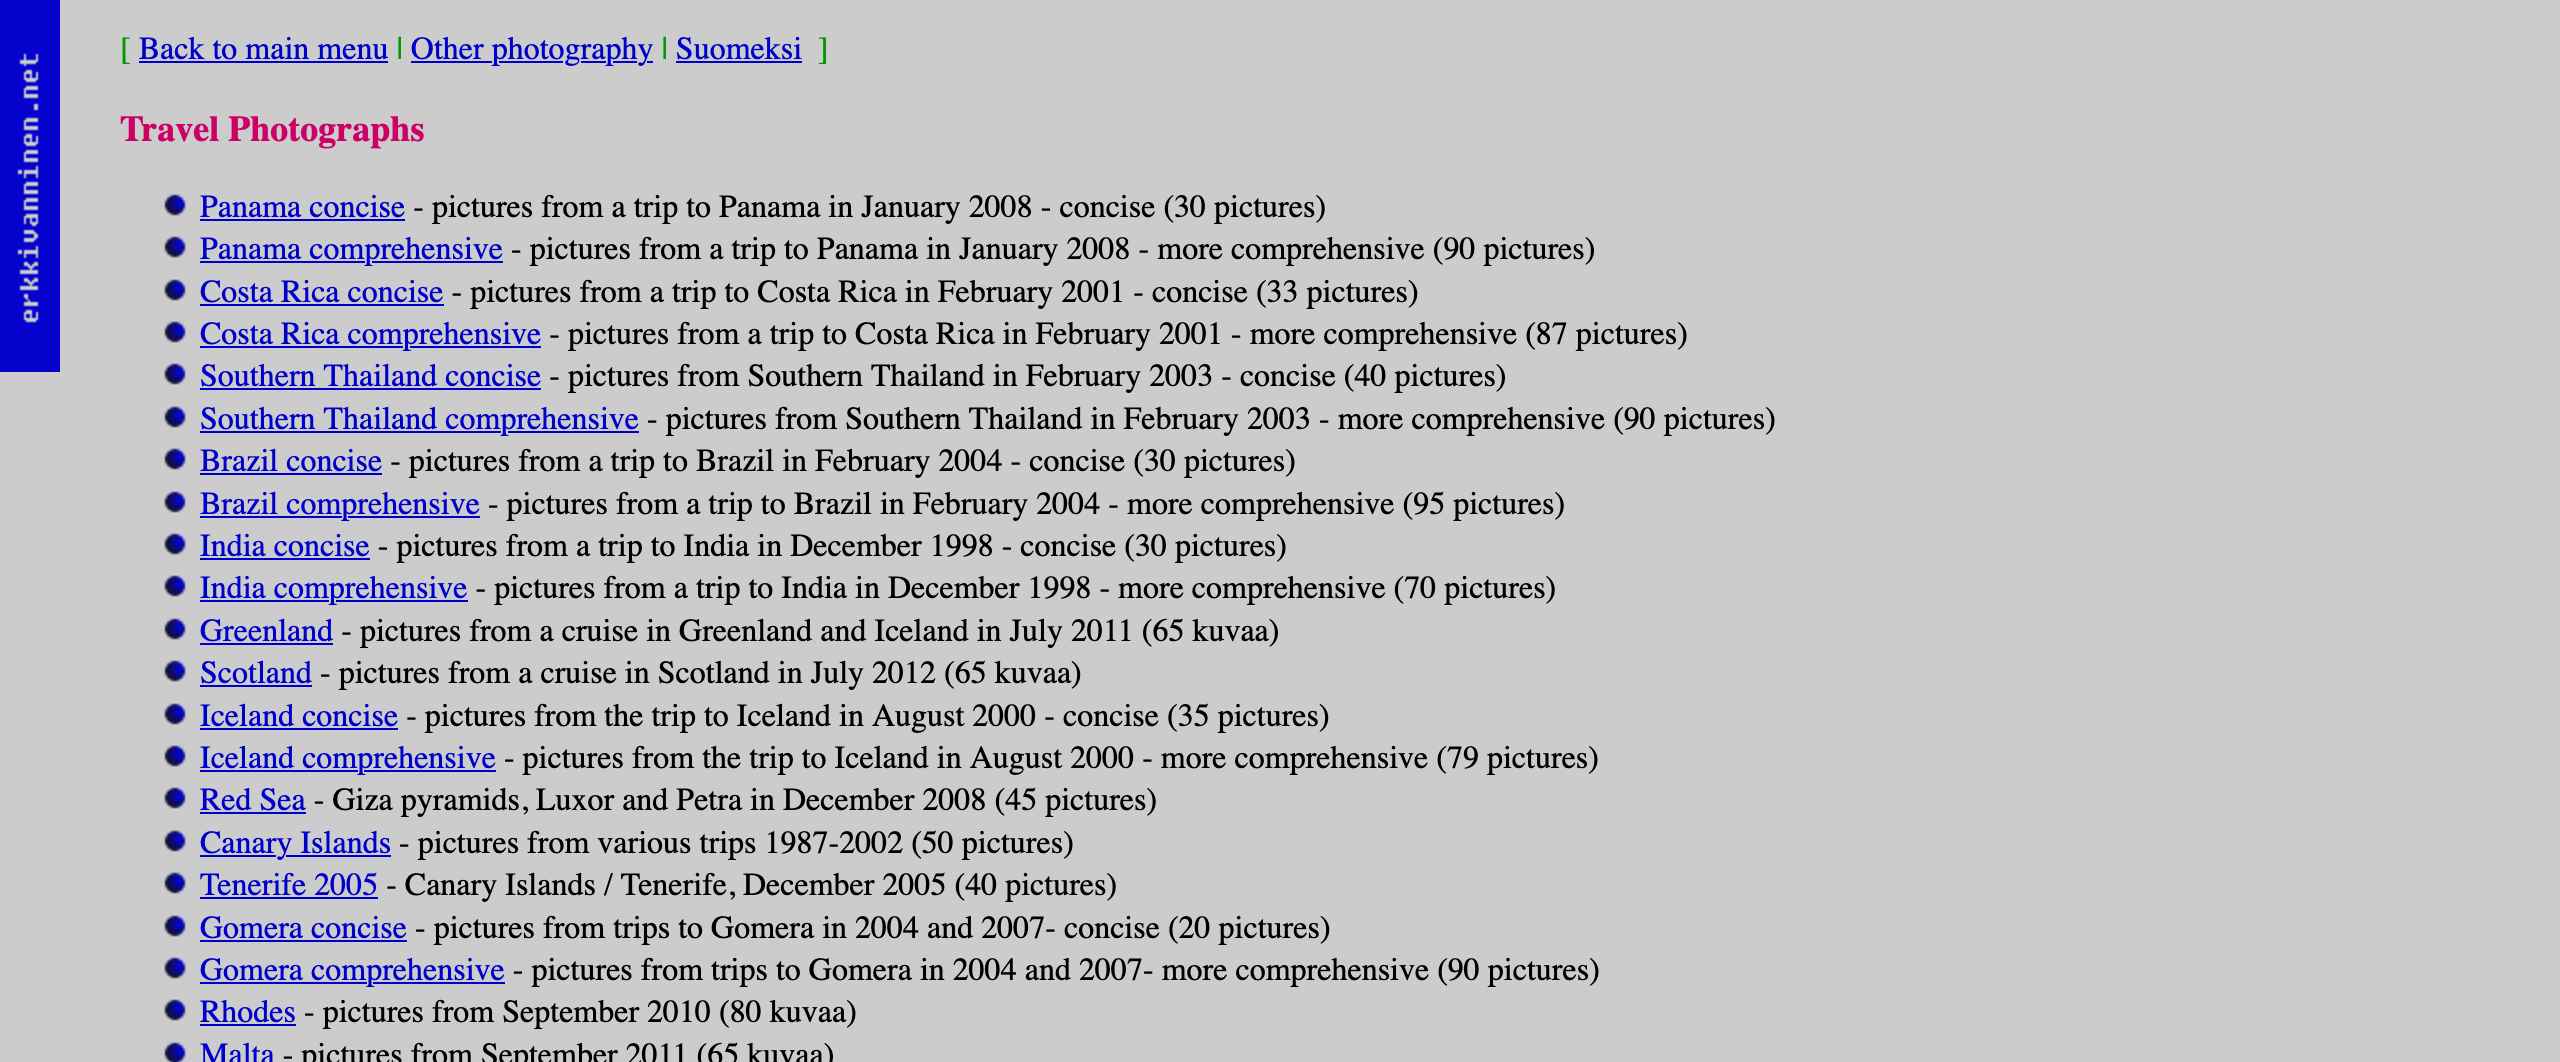 erkkivanninen.net
[ Back to main menu | Other photography | Suomeksi ]
Travel Photographs
Panama concise - pictures from a trip to Panama in January 2008 - concise (30 pictures)
Panama comprehensive - pictures from a trip to Panama in January 2008 - more comprehensive (90 pictures)
Costa Rica concise - pictures from a trip to Costa Rica in February 2001 - concise (33 pictures)
Costa Rica comprehensive - pictures from a trip to Costa Rica in February 2001 - more comprehensive (87 pictures)
Southern Thailand concise - pictures from Southern Thailand in February 2003 - concise (40 pictures)
Southern Thailand comprehensive - pictures from Southern Thailand in February 2003 - more comprehensive (90 pictures)
Brazil concise - pictures from a trip to Brazil in February 2004 - concise (30 pictures)
Brazil comprehensive - pictures from a trip to Brazil in February 2004 - more comprehensive (95 pictures)
India concise - pictures from a trip to India in December 1998 - concise (30 pictures)
India comprehensive - pictures from a trip to India in December 1998 - more comprehensive (70 pictures)
Greenland - pictures from a cruise in Greenland and Iceland in July 2011 (65 kuvaa)
Scotland - pictures from a cruise in Scotland in July 2012 (65 kuvaa)
Iceland concise - pictures from the trip to Iceland in August 2000 - concise (35 pictures)
Iceland comprehensive - pictures from the trip to Iceland in August 2000 - more comprehensive (79 pictures)
Red Sea - Giza pyramids, Luxor and Petra in December 2008 (45 pictures)
Canary Islands - pictures from various trips 1987-2002 (50 pictures)
Tenerife 2005 - Canary Islands / Tenerife, December 2005 (40 pictures)
Gomera concise - pictures from trips to Gomera in 2004 and 2007- concise (20 pictures)
Gomera comprehensive - pictures from trips to Gomera in 2004 and 2007- more comprehensive (90 pictures)
Rhodes - pictures from September 2010 (80 kuvaa)
Malta - pictures from September 2011 (65 kuvaa)